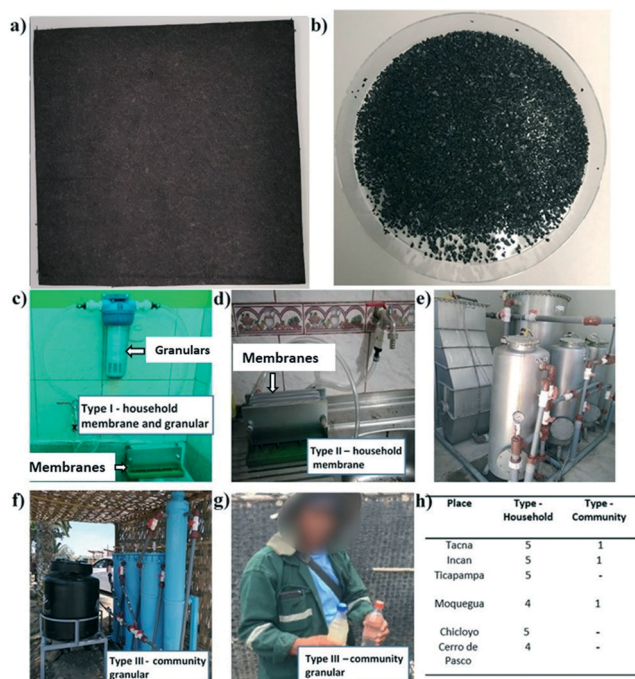 a)
b)
c)
Granulars
Type I - household
membrane and granular
Membranes
d)
Membranes
Type II – household
membrane
e)
f)
Type III - community
granular
g)
Type III – community
granular
h)
Place Type - Household Type - Community
Tacna 5 1
Incan 5 1
Ticapampa 5 -
Moquegua 4 1
Chicloyo 5 -
Cerro de Pasco 4 -